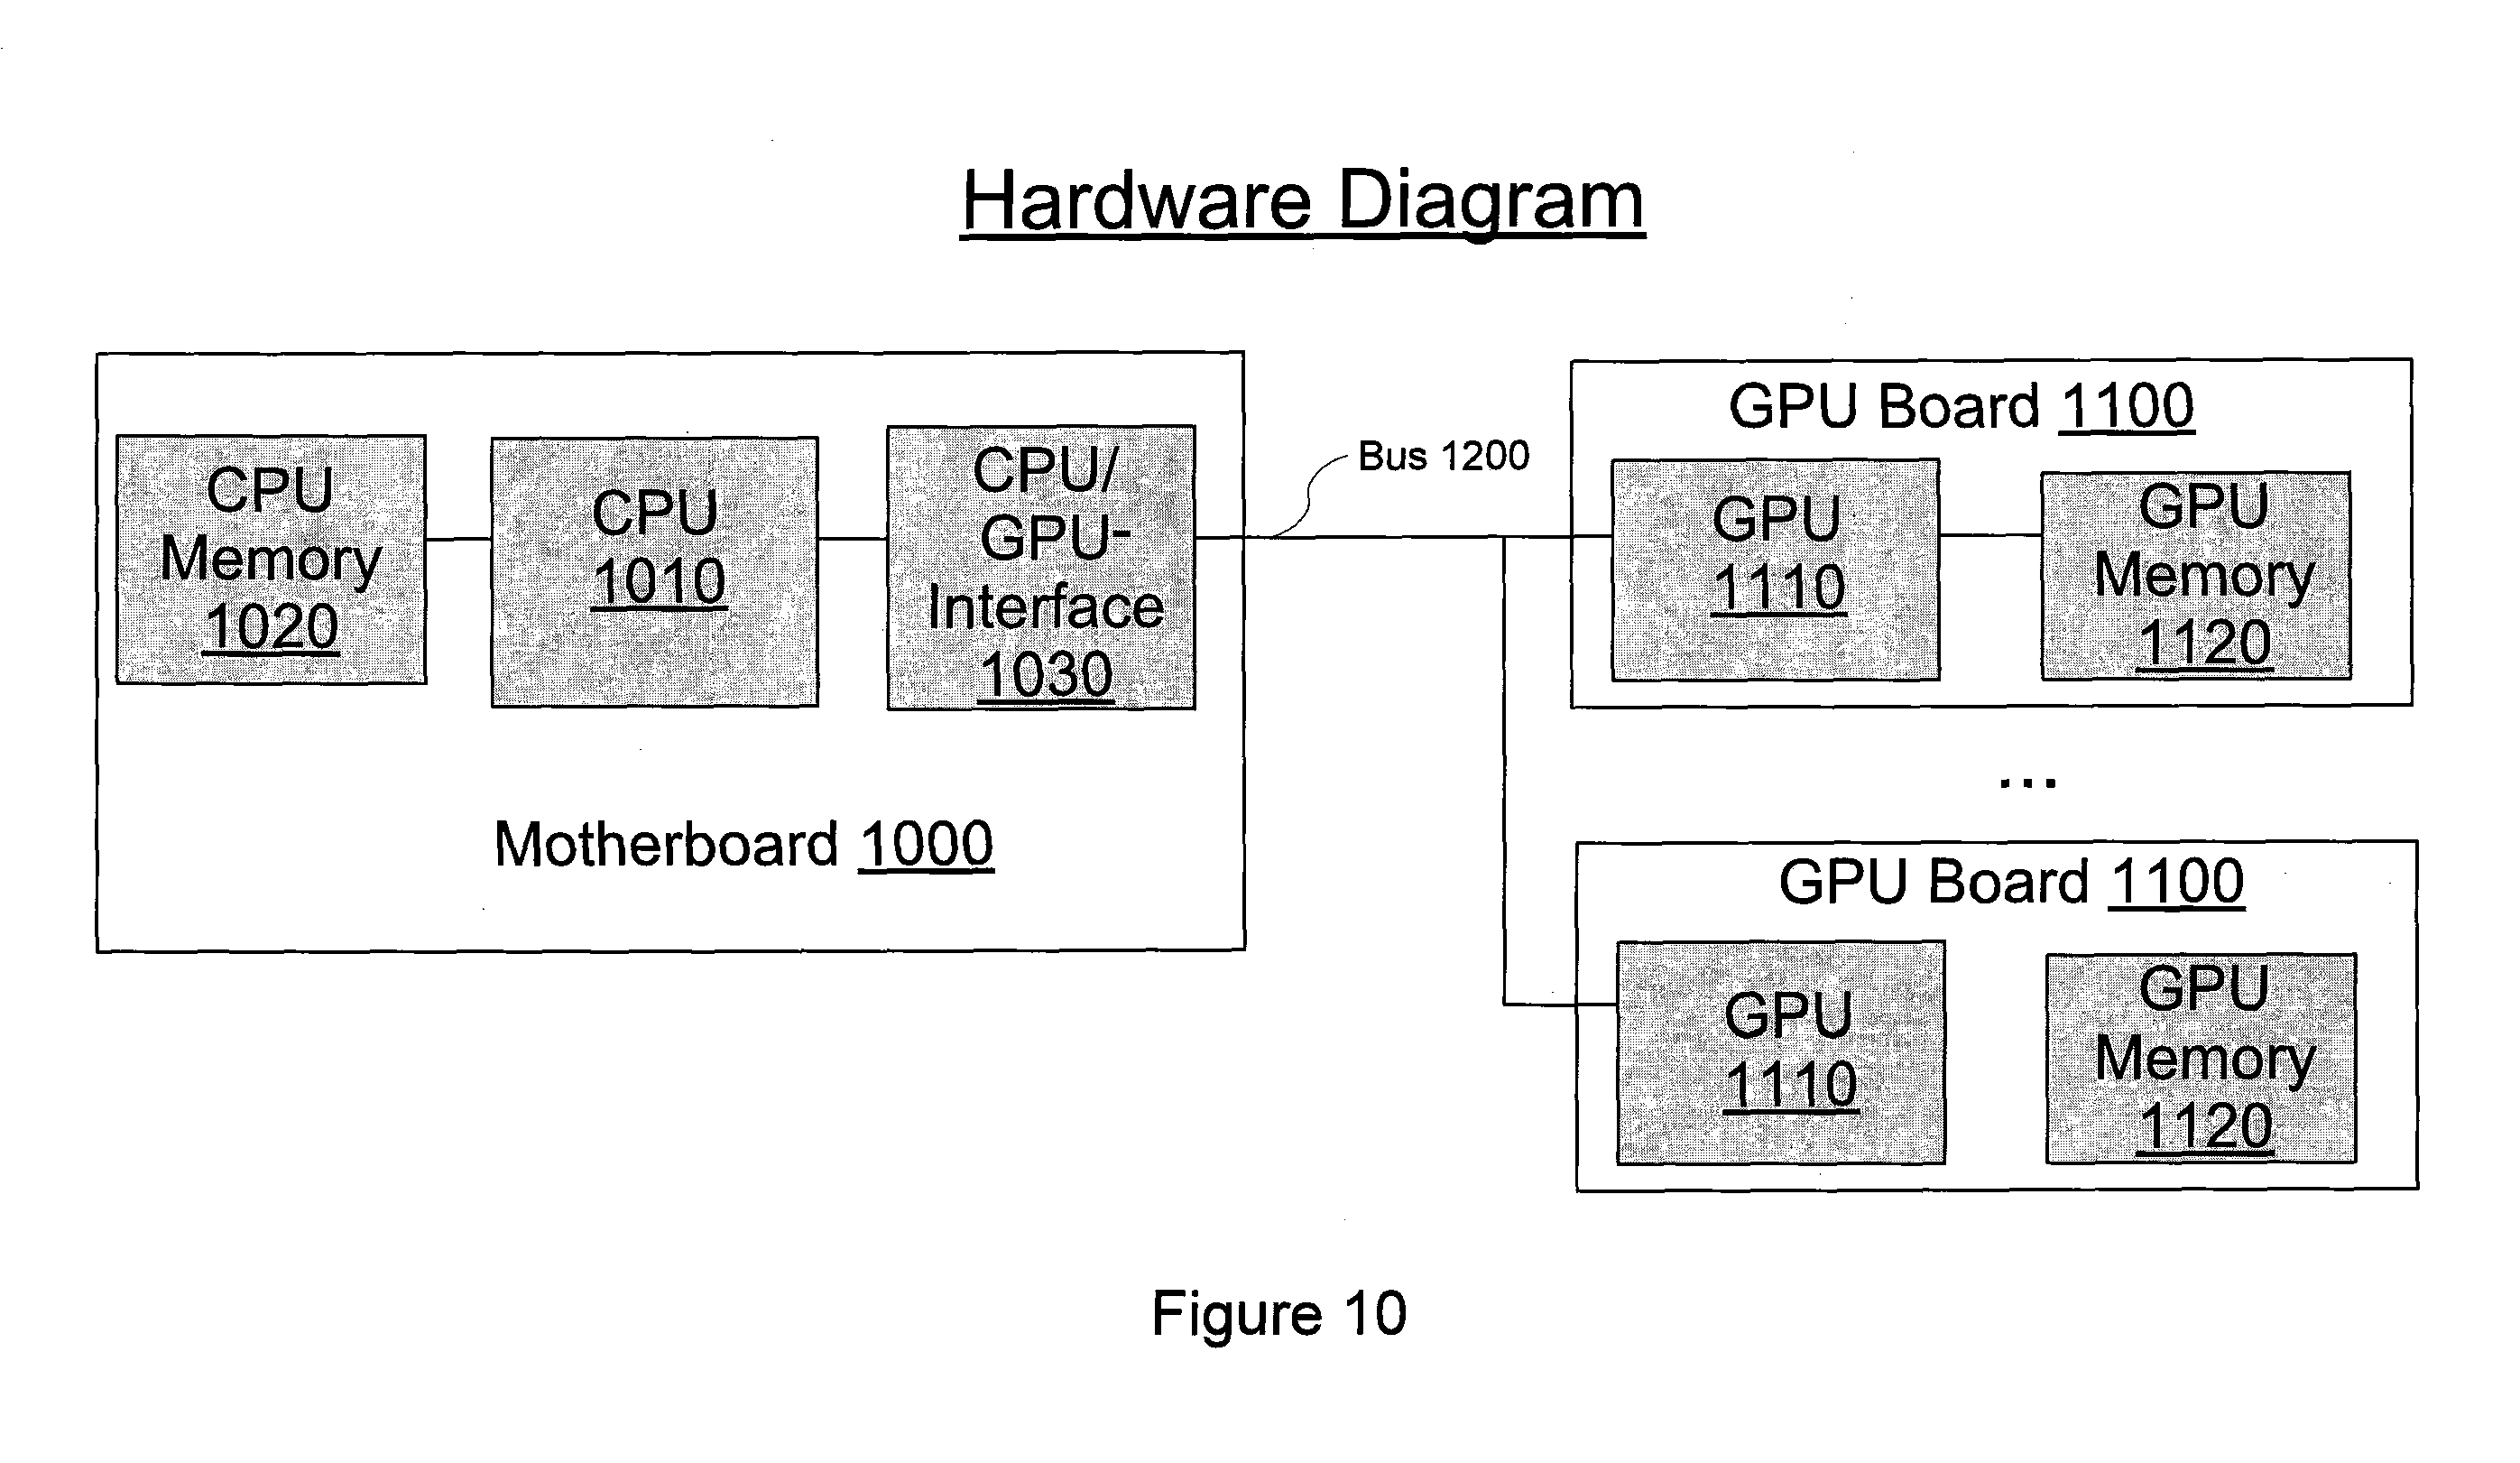 Hardware Diagram
CPU
Memory
1020
CPU
1010
CPU/
GPU-
Interface
1030
Motherboard 1000
Bus 1200
GPU Board 1100
GPU
1110
GPU
Memory
1120
...
GPU Board 1100
GPU
1110
GPU
Memory
1120
Figure 10